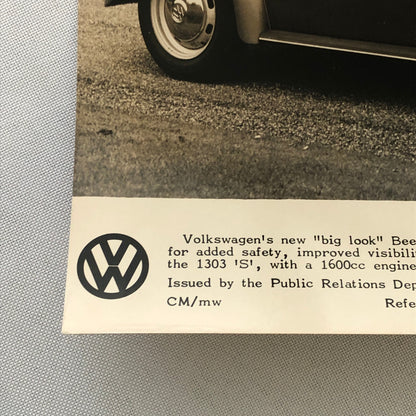 Volkswagen's new "big look" Bee
for added safety, improved visibili
the 1303 'S', with a 1600cc engine
Issued by the Public Relations Dep
CM/mw
Refe